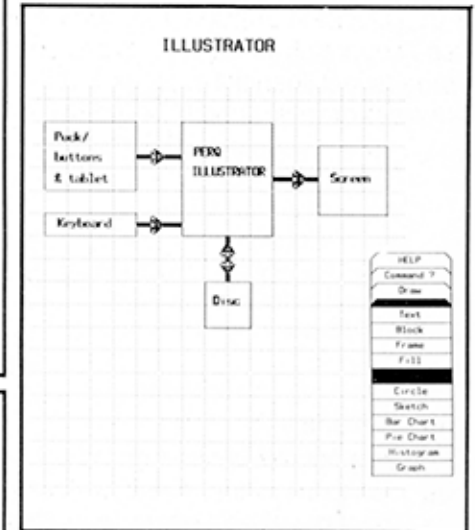 ILLUSTRATOR
Puck/
buttons
& tablet
PERQ
ILLUSTRATOR
Screen
Keyboard
Disc
HELP
Command ?
Draw
Text
Block
Frame
Fill
Circle
Sketch
Bar Chart
Pie Chart
Histogram
Graph